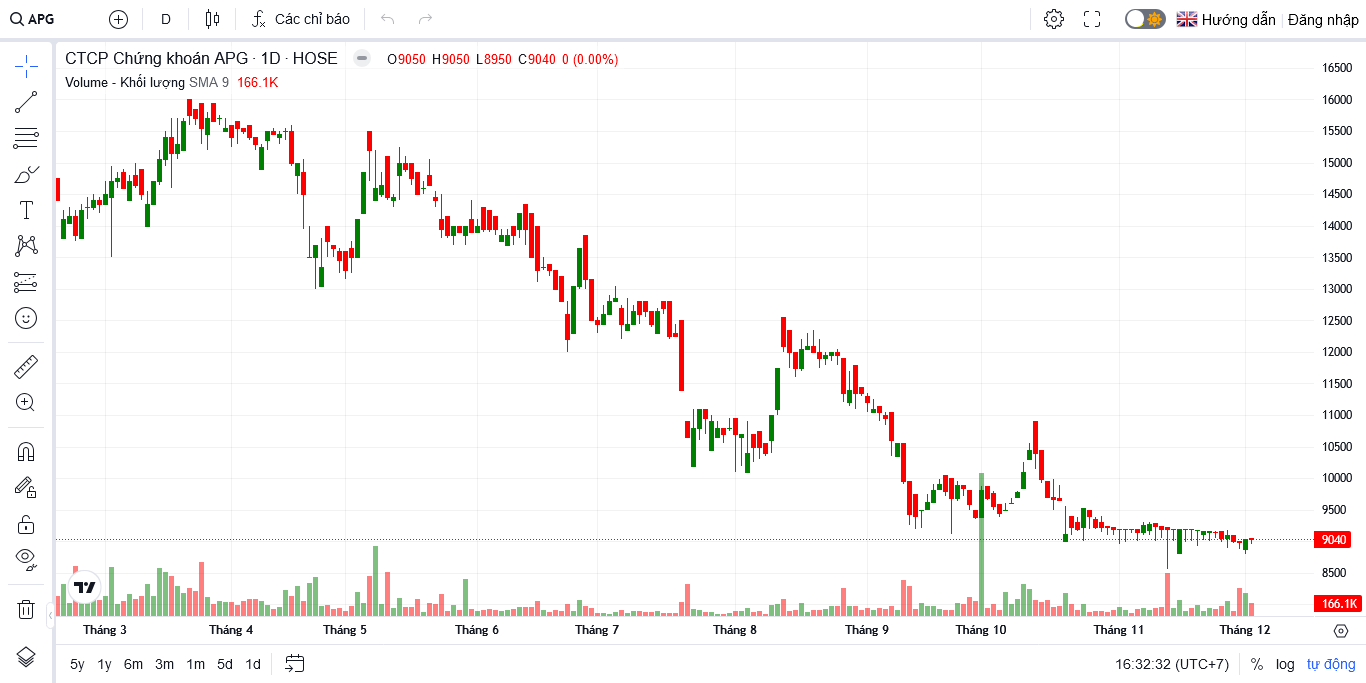 APG D Các chỉ báo Hướng dẫn Đăng nhập
CTCP Chứng khoán APG · 1D · HOSE O9050 H9050 L8950 C9040 0 (0.00%)
Volume - Khối lượng SMA 9 166.1K
16500
16000
15500
15000
14500
14000
13500
13000
12500
12000
11500
11000
10500
10000
9500
9040
8500
166.1K
Tháng 3 Tháng 4 Tháng 5 Tháng 6 Tháng 7 Tháng 8 Tháng 9 Tháng 10 Tháng 11 Tháng 12
5y 1y 6m 3m 1m 5d 1d 16:32:32 (UTC+7) % log tự động